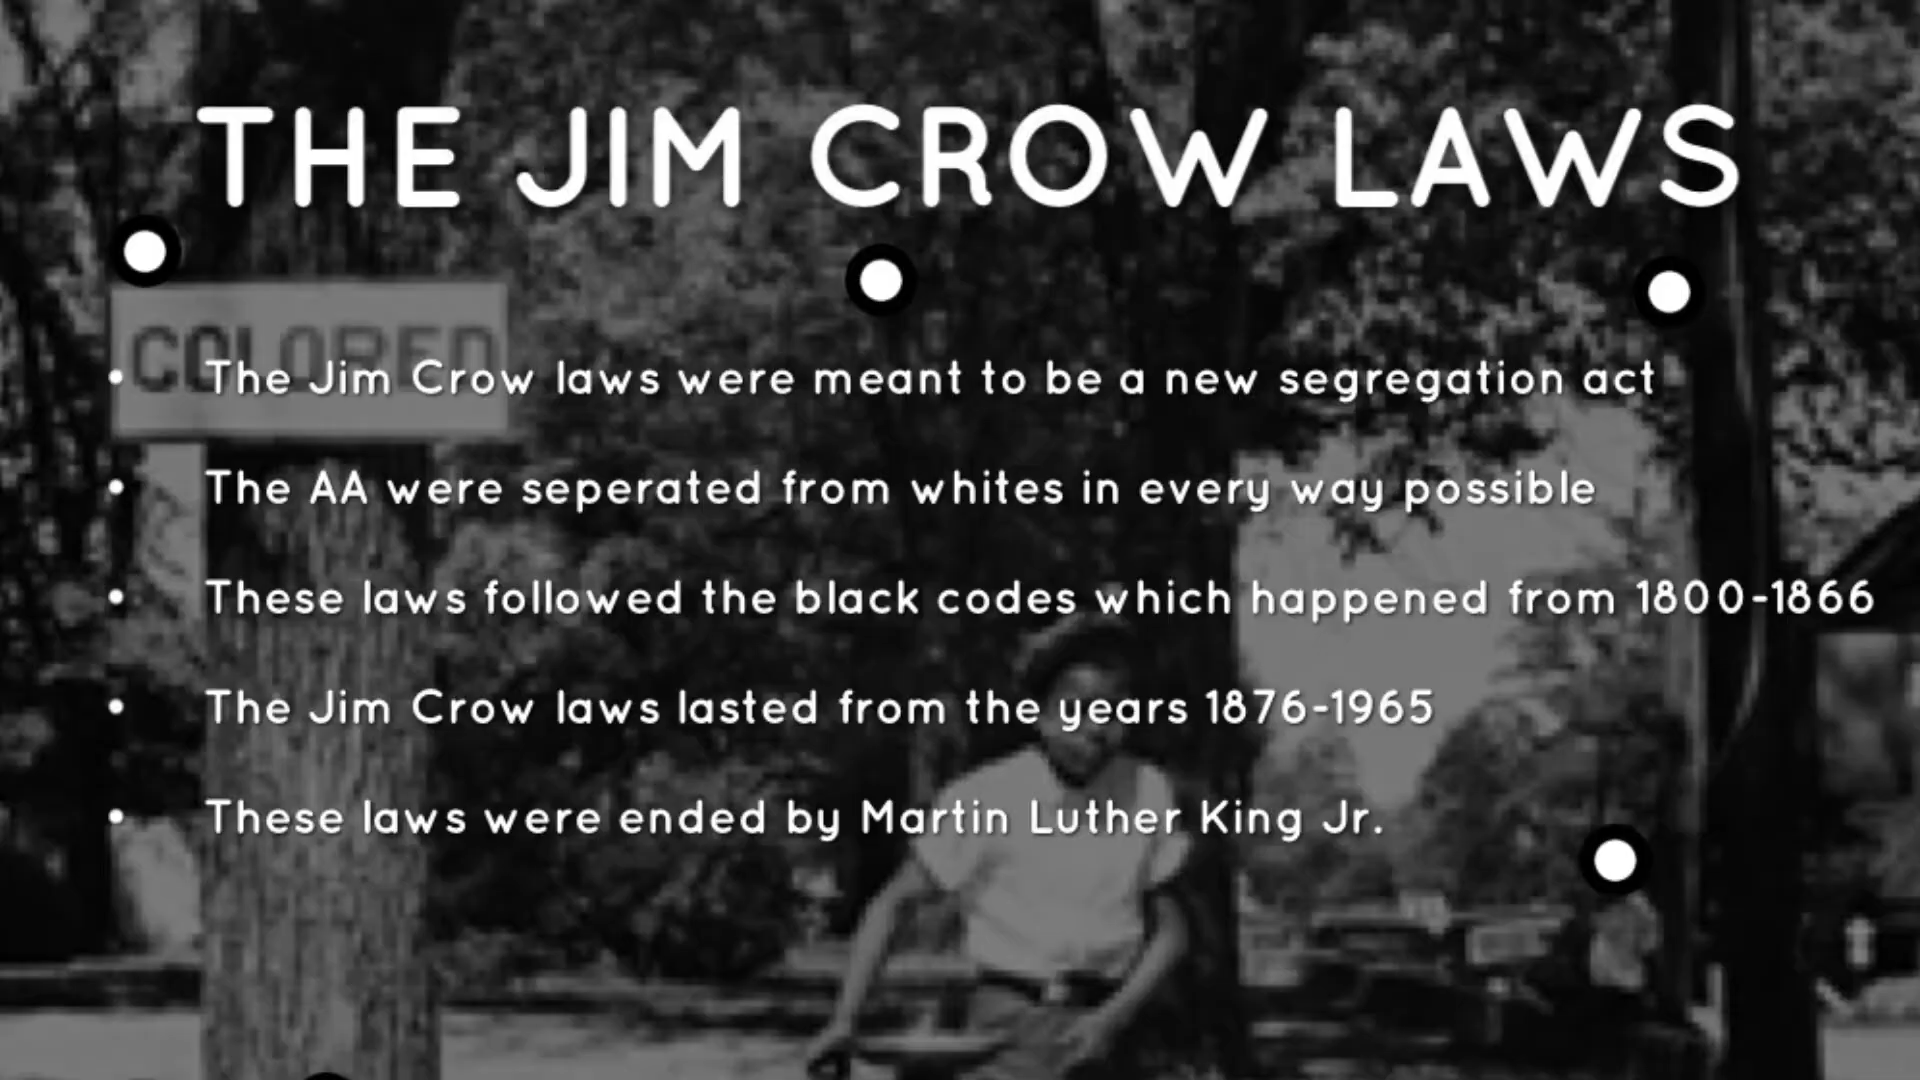 THE JIM CROW LAWS
COLORED
• The Jim Crow laws were meant to be a new segregation act
• The AA were seperated from whites in every way possible
• These laws followed the black codes which happened from 1800-1866
• The Jim Crow laws lasted from the years 1876-1965
• These laws were ended by Martin Luther King Jr.